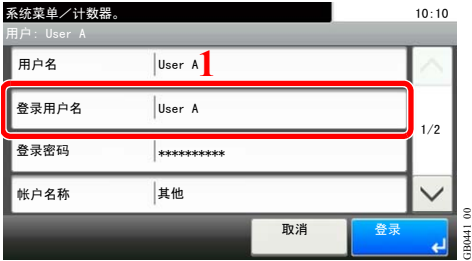 系统菜单／计数器。 10:10
用户: User A
用户名 User A 1
登录用户名 User A
1/2
登录密码 **********
帐户名称 其他
取消 登录
GB0441_00